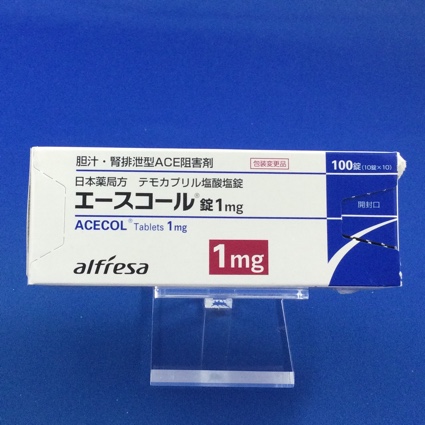 胆汁・腎排泄型ACE阻害剤
包装変更品
100錠(10錠×10)
日本薬局方 テモカプリル塩酸塩錠
エースコール®錠1mg
開封口
ACECOL® Tablets 1mg
1mg
alfresa